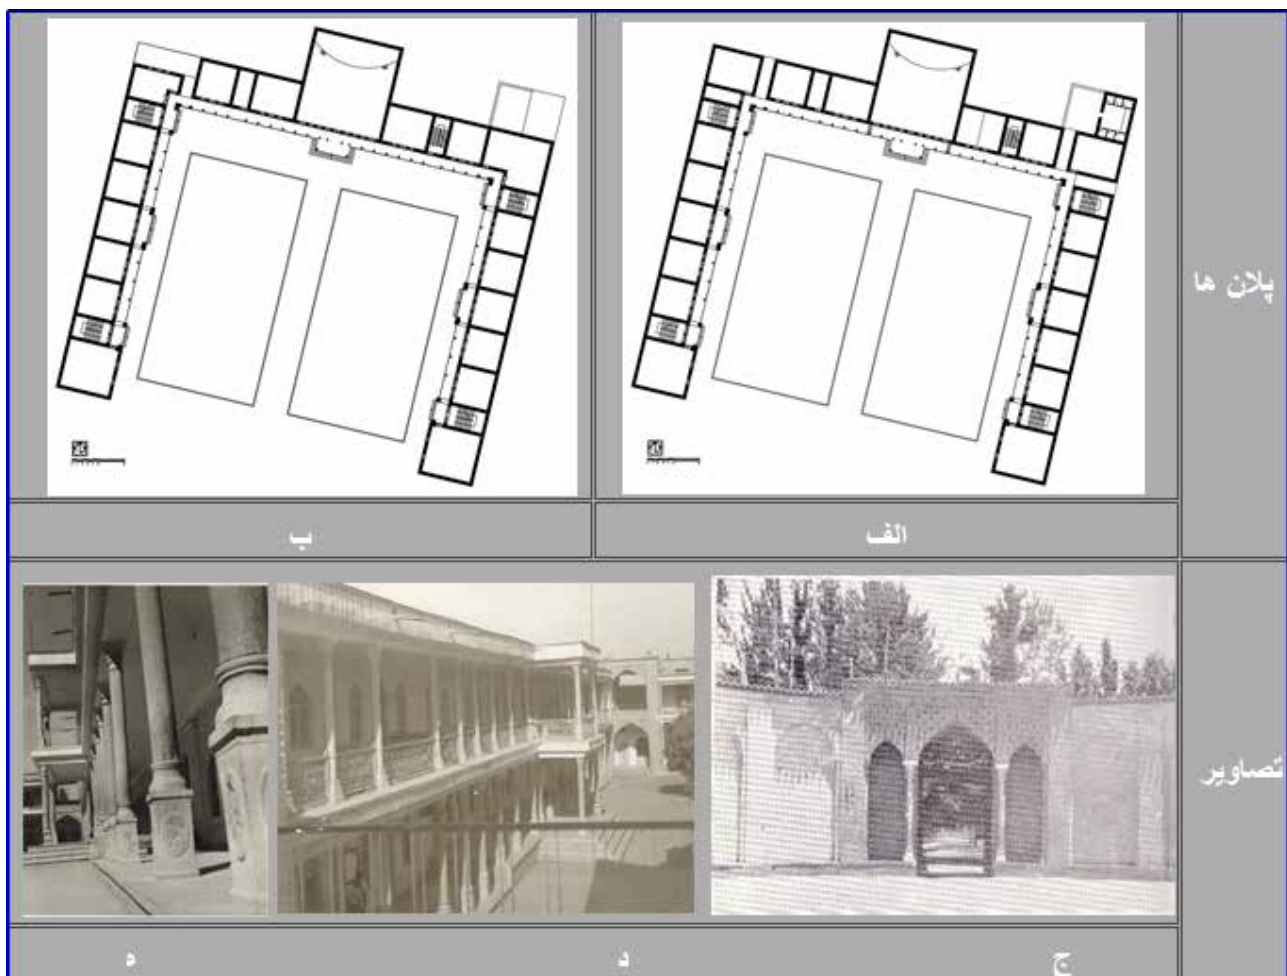 پلان ها
الف
ب
تصاویر
ج
د
ه